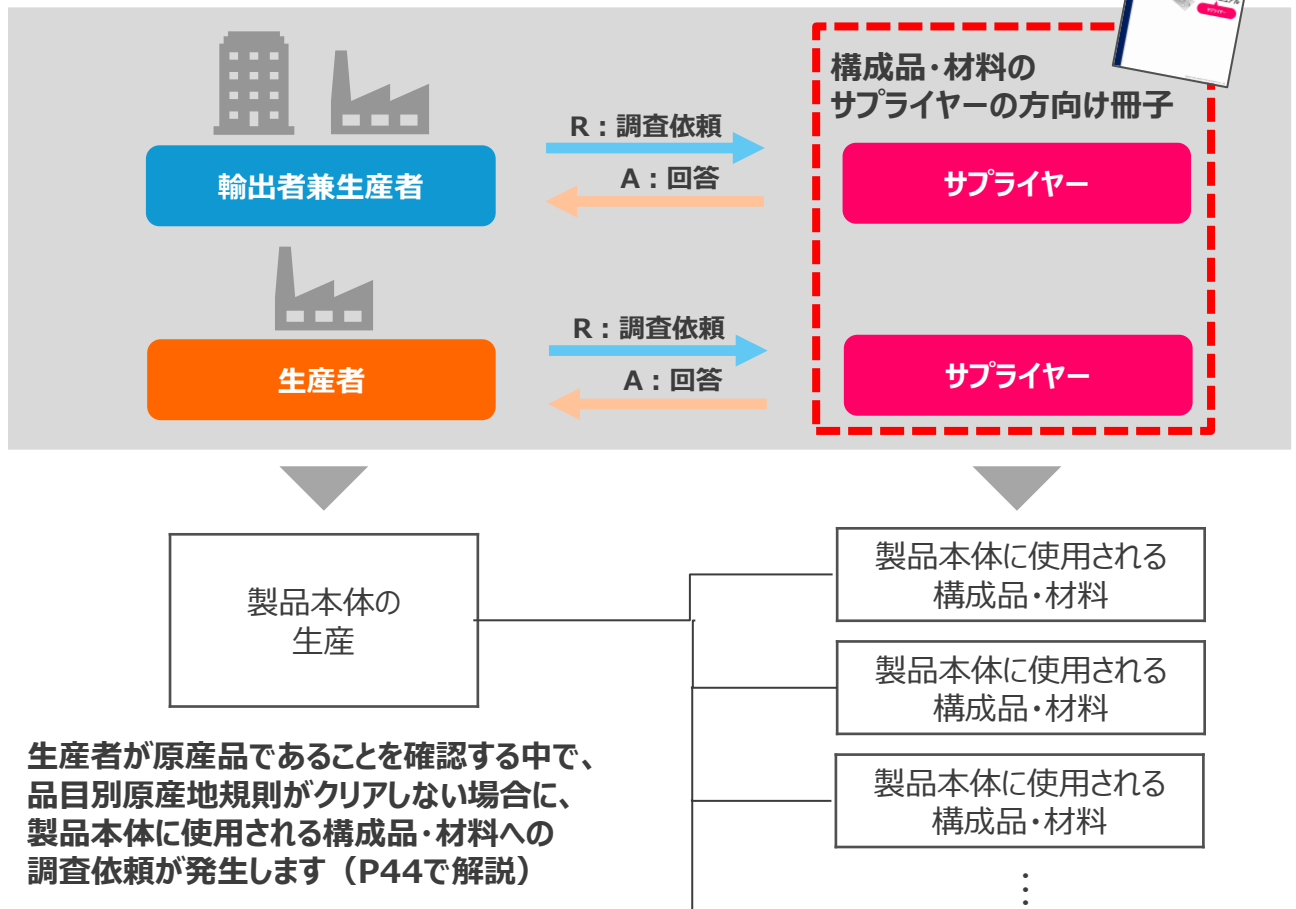 構成品・材料の
サプライヤーの方向け冊子
R：調査依頼
A：回答
輸出者兼生産者
サプライヤー
R：調査依頼
A：回答
生産者
サプライヤー
製品本体の
生産
製品本体に使用される
構成品・材料
製品本体に使用される
構成品・材料
製品本体に使用される
構成品・材料
⋮
生産者が原産品であることを確認する中で、
品目別原産地規則がクリアしない場合に、
製品本体に使用される構成品・材料への
調査依頼が発生します（P44で解説）